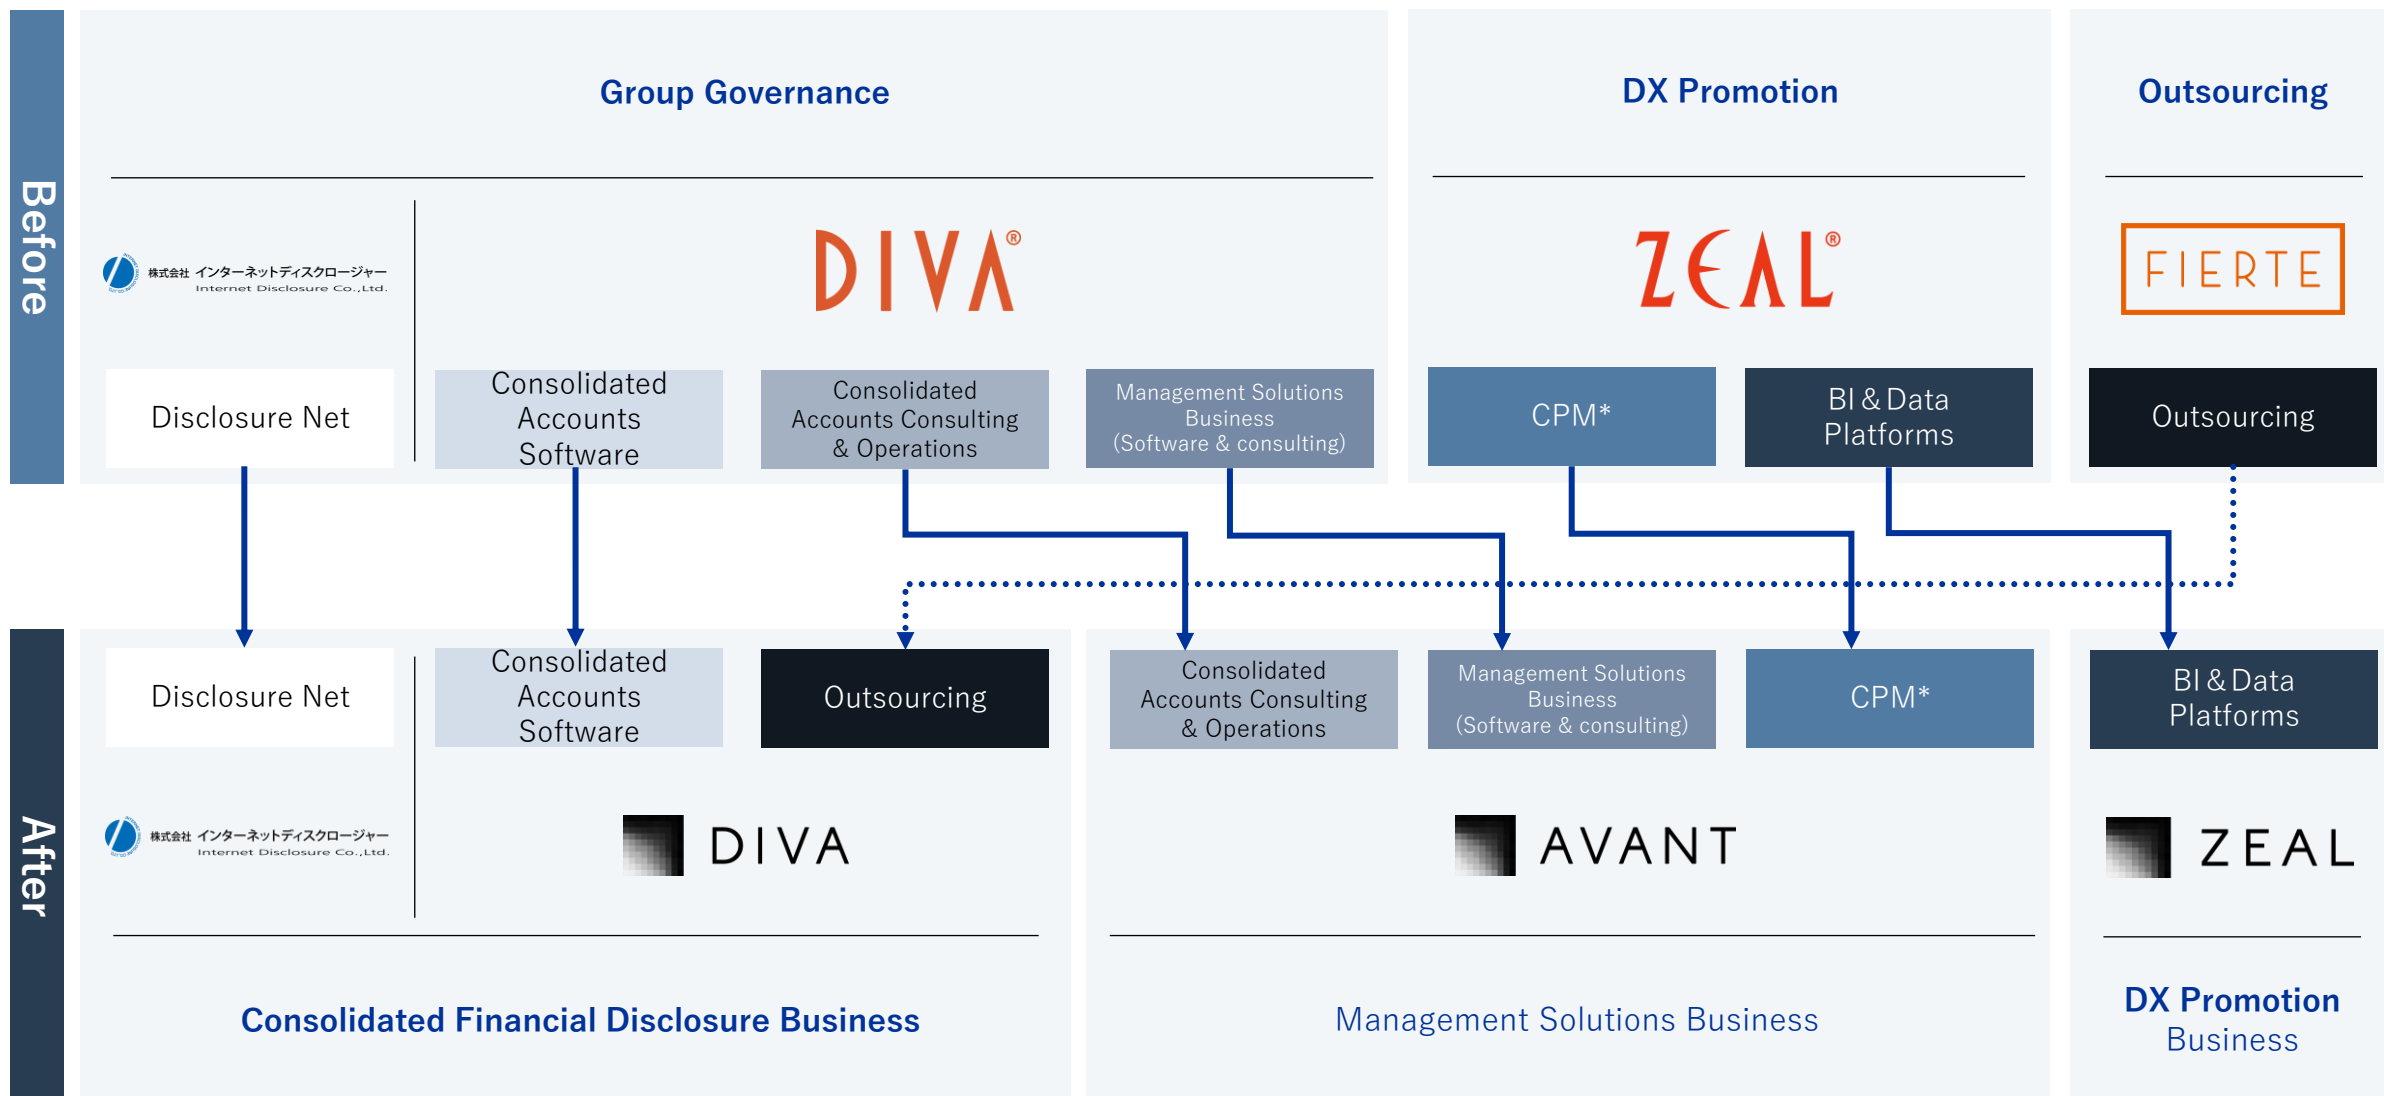 Before
Group Governance
DX Promotion
Outsourcing
株式会社 インターネットディスクロージャー
Internet Disclosure Co.,Ltd.
DIVA®
ZEAL®
FIERTE
Disclosure Net
Consolidated
Accounts
Software
Consolidated
Accounts Consulting
& Operations
Management Solutions
Business
(Software & consulting)
CPM*
BI & Data
Platforms
Outsourcing
After
Disclosure Net
Consolidated
Accounts
Software
Outsourcing
Consolidated
Accounts Consulting
& Operations
Management Solutions
Business
(Software & consulting)
CPM*
BI & Data
Platforms
株式会社 インターネットディスクロージャー
Internet Disclosure Co.,Ltd.
DIVA
AVANT
ZEAL
Consolidated Financial Disclosure Business
Management Solutions Business
DX Promotion
Business